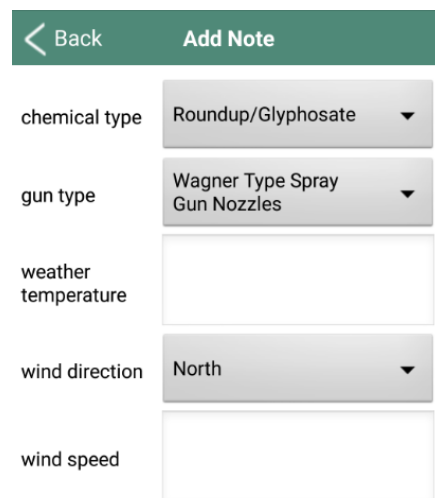 Back
Add Note
chemical type
Roundup/Glyphosate
gun type
Wagner Type Spray
Gun Nozzles
weather
temperature
wind direction
North
wind speed